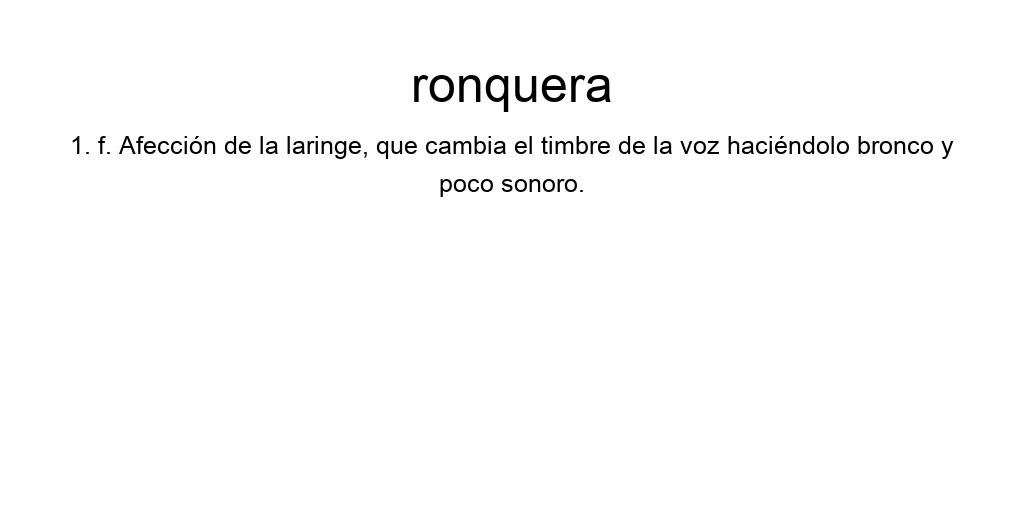 ronquera
1. f. Afección de la laringe, que cambia el timbre de la voz haciéndolo bronco y
poco sonoro.